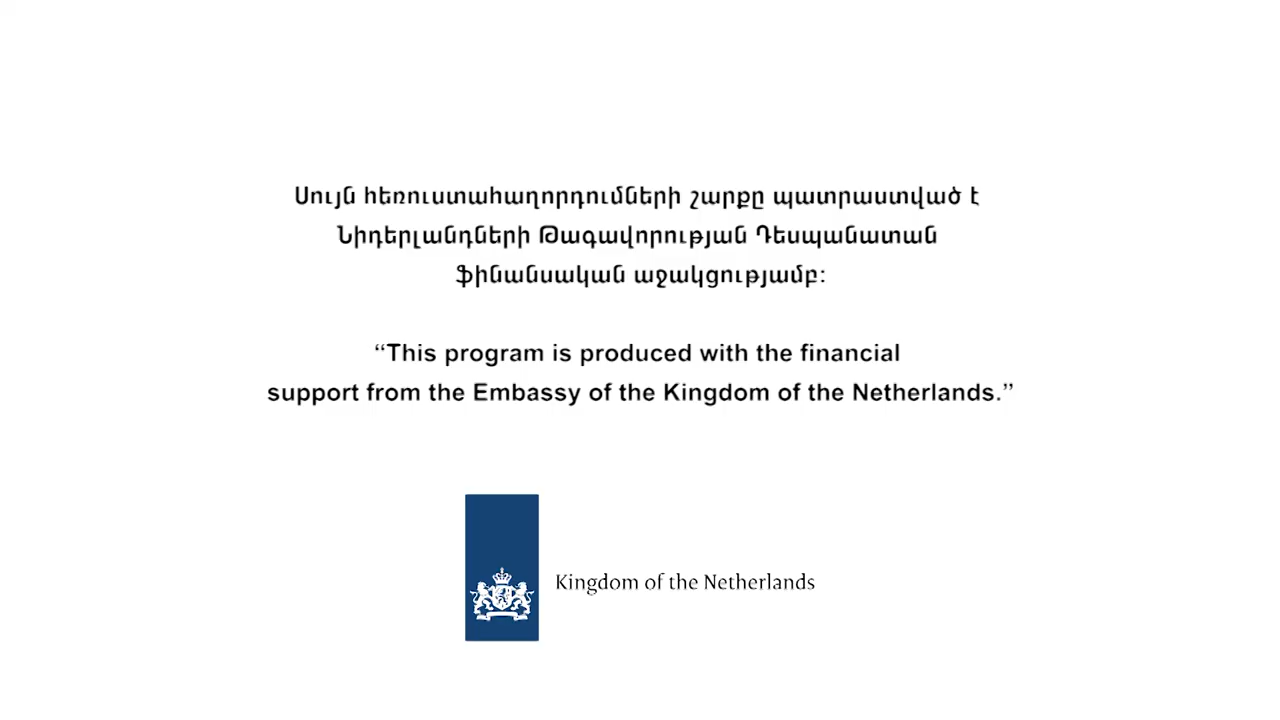 Սույն հեռուստահաղորդումների շարքը պատրաստված է
Նիդերլանդների Թագավորության Դեսպանատան
ֆինանսական աջակցությամբ:
“This program is produced with the financial
support from the Embassy of the Kingdom of the Netherlands.”
Kingdom of the Netherlands